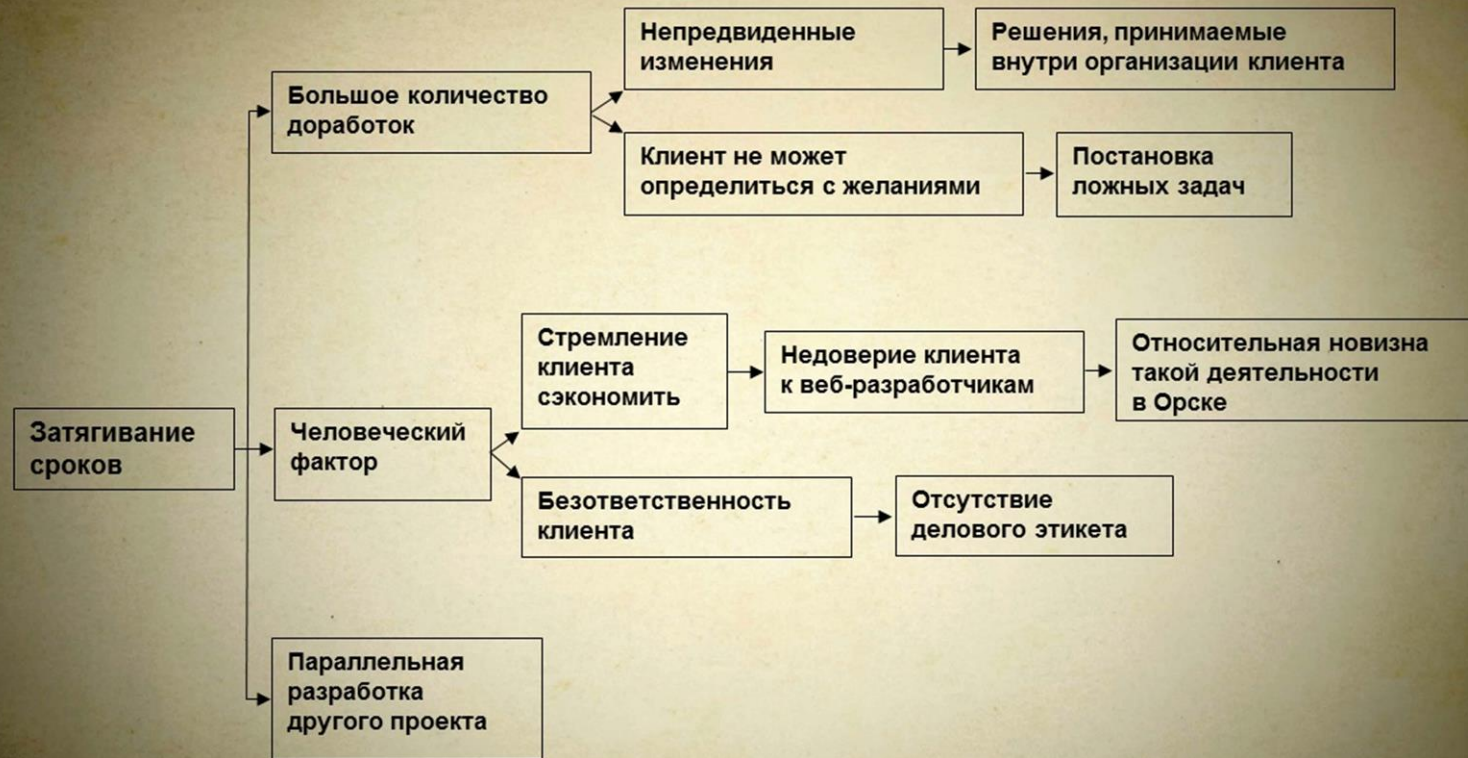 Непредвиденные
изменения
Решения, принимаемые
внутри организации клиента
Большое количество
доработок
Клиент не может
определиться с желаниями
Постановка
ложных задач
Стремление
клиента
сэкономить
Недоверие клиента
к веб-разработчикам
Относительная новизна
такой деятельности
в Орске
Затягивание
сроков
Человеческий
фактор
Безответственность
клиента
Отсутствие
делового этикета
Параллельная
разработка
другого проекта